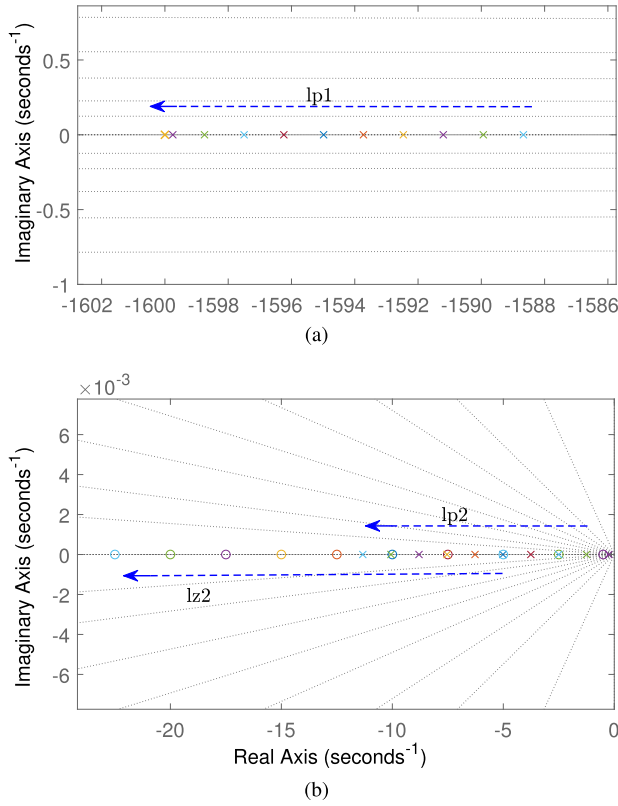 Imaginary Axis (seconds⁻¹)
0.5
0
-0.5
-1
lp1
-1602 -1600 -1598 -1596 -1594 -1592 -1590 -1588 -1586
(a)
×10⁻³
Imaginary Axis (seconds⁻¹)
6
4
2
0
-2
-4
-6
lp2
lz2
-20 -15 -10 -5 0
Real Axis (seconds⁻¹)
(b)